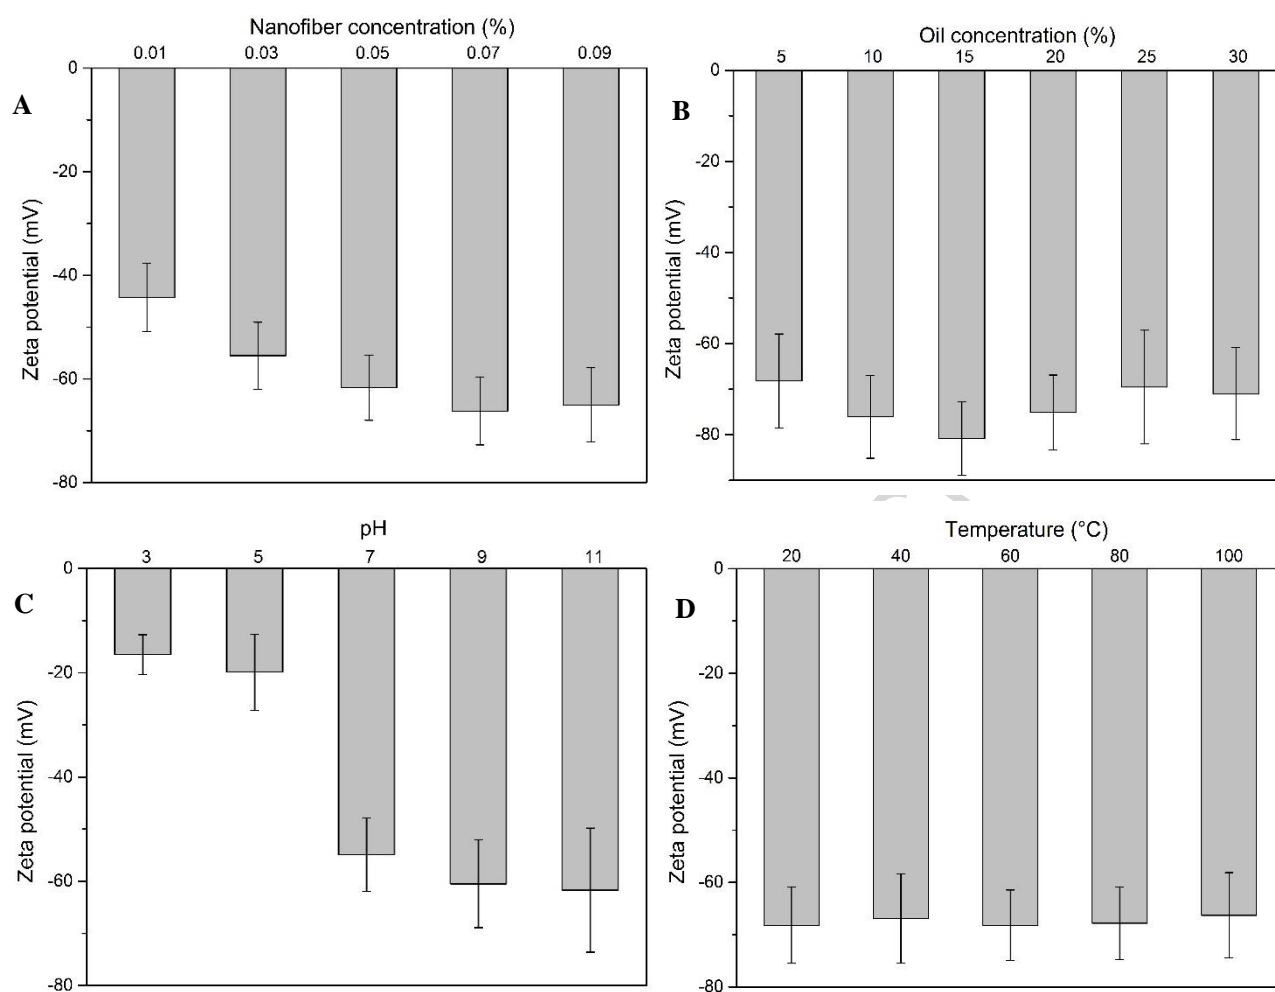 Nanofiber concentration (%)
0.01 0.03 0.05 0.07 0.09
0
A
-20
-40
-60
-80
Zeta potential (mV)
Oil concentration (%)
5 10 15 20 25 30
0
B
-20
-40
-60
-80
Zeta potential (mV)
pH
3 5 7 9 11
0
C
-20
-40
-60
-80
Zeta potential (mV)
Temperature (°C)
20 40 60 80 100
0
D
-20
-40
-60
-80
Zeta potential (mV)